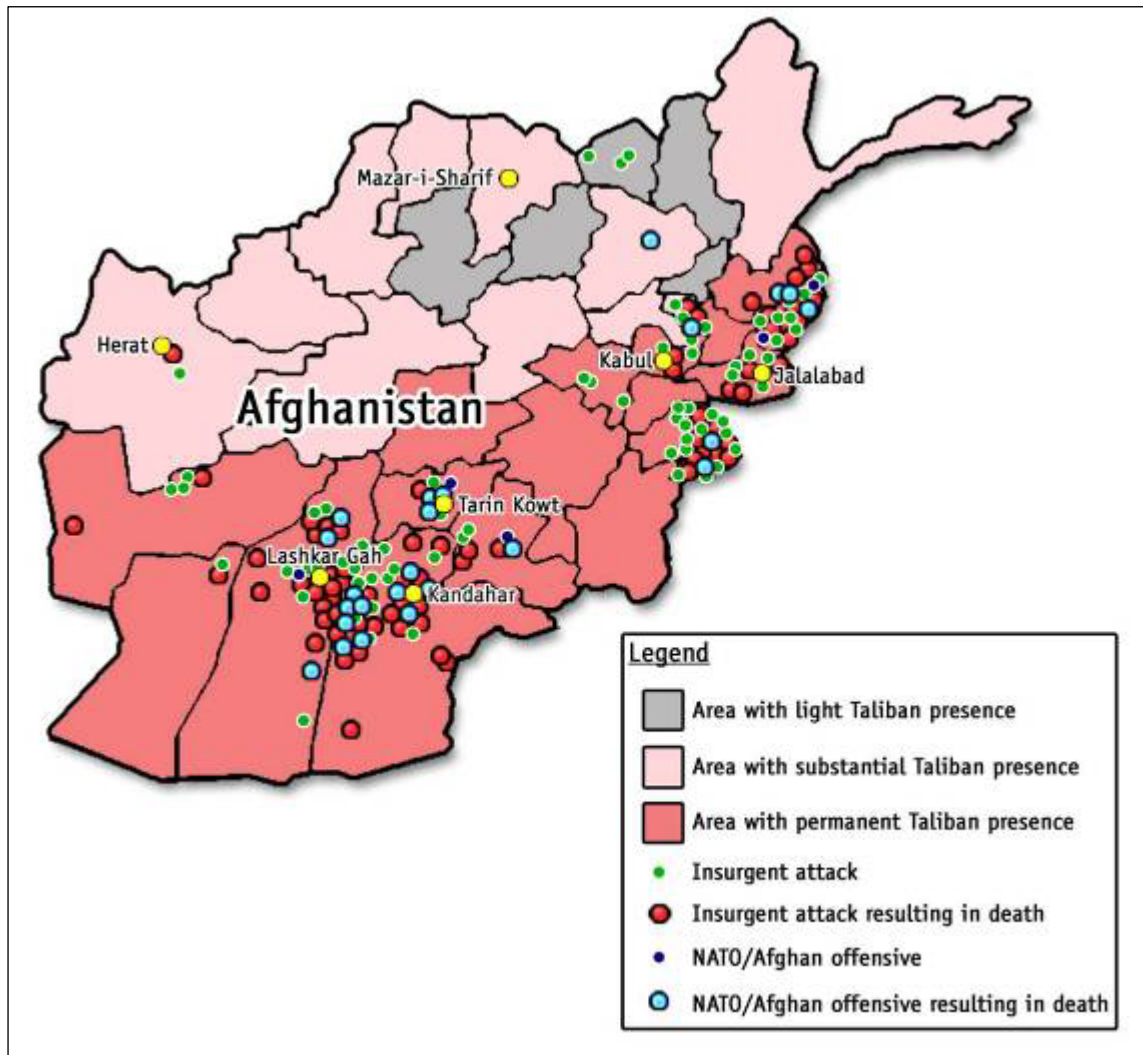 Mazar-i-Sharif
Herat
Kabul
Jalalabad
Afghanistan
Tarin Kowt
Lashkar Gah
Kandahar
Legend
Area with light Taliban presence
Area with substantial Taliban presence
Area with permanent Taliban presence
Insurgent attack
Insurgent attack resulting in death
NATO/Afghan offensive
NATO/Afghan offensive resulting in death